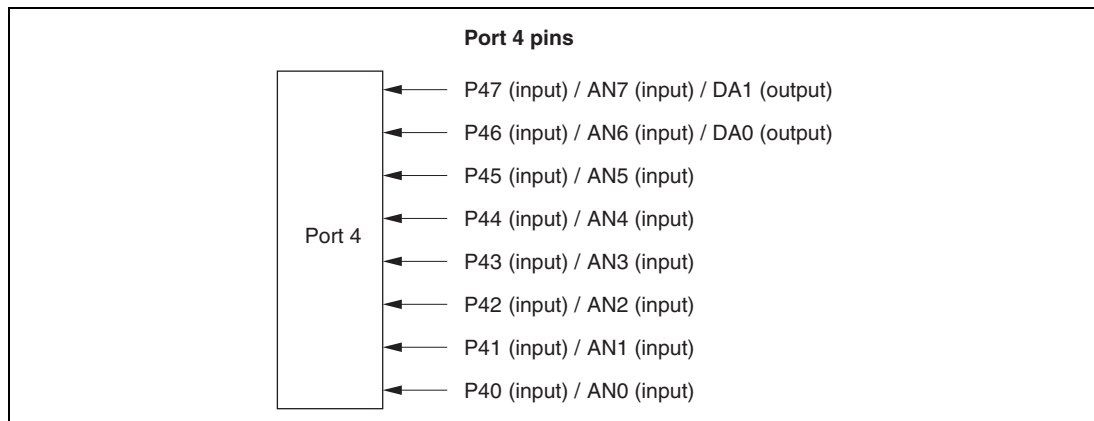 Port 4 pins
P47 (input) / AN7 (input) / DA1 (output)
P46 (input) / AN6 (input) / DA0 (output)
P45 (input) / AN5 (input)
P44 (input) / AN4 (input)
Port 4
P43 (input) / AN3 (input)
P42 (input) / AN2 (input)
P41 (input) / AN1 (input)
P40 (input) / AN0 (input)